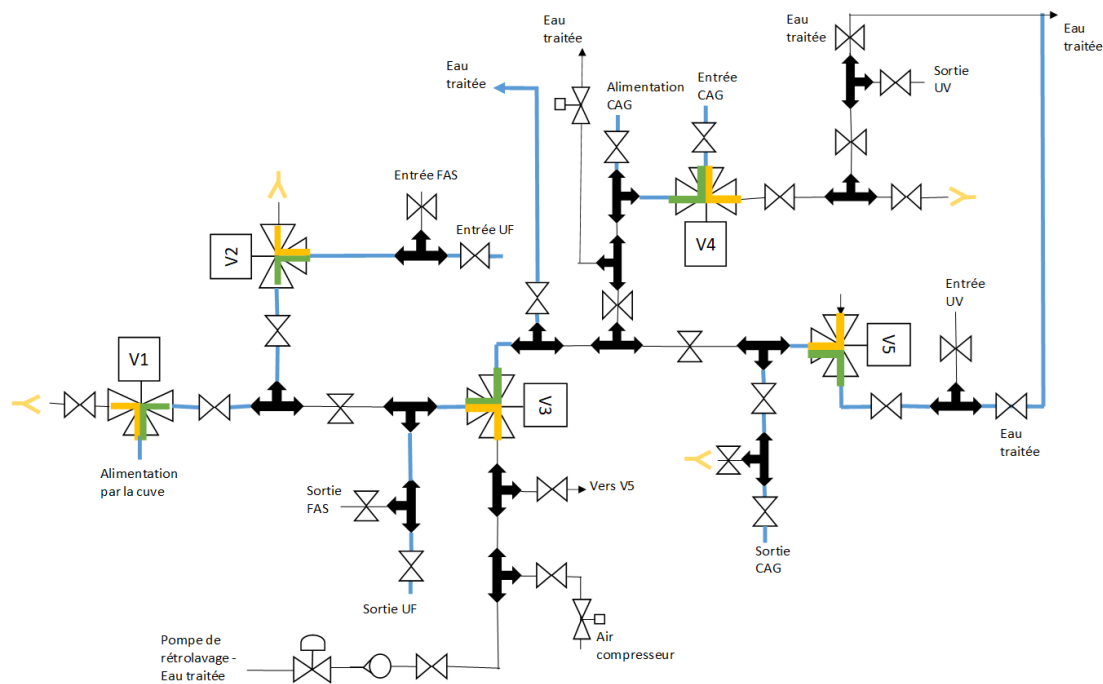 Eau
traitée
Eau
traitée
Eau
traitée
Sortie
UV
Eau
traitée
Alimentation
CAG
Entrée
CAG
Entrée FAS
Entrée UF
V2
V4
Entrée
UV
V1
V5
V3
Alimentation
par la cuve
Eau
traitée
Sortie
FAS
Vers V5
Sortie
CAG
Sortie UF
Air
compresseur
Pompe de
rétrolavage -
Eau traitée